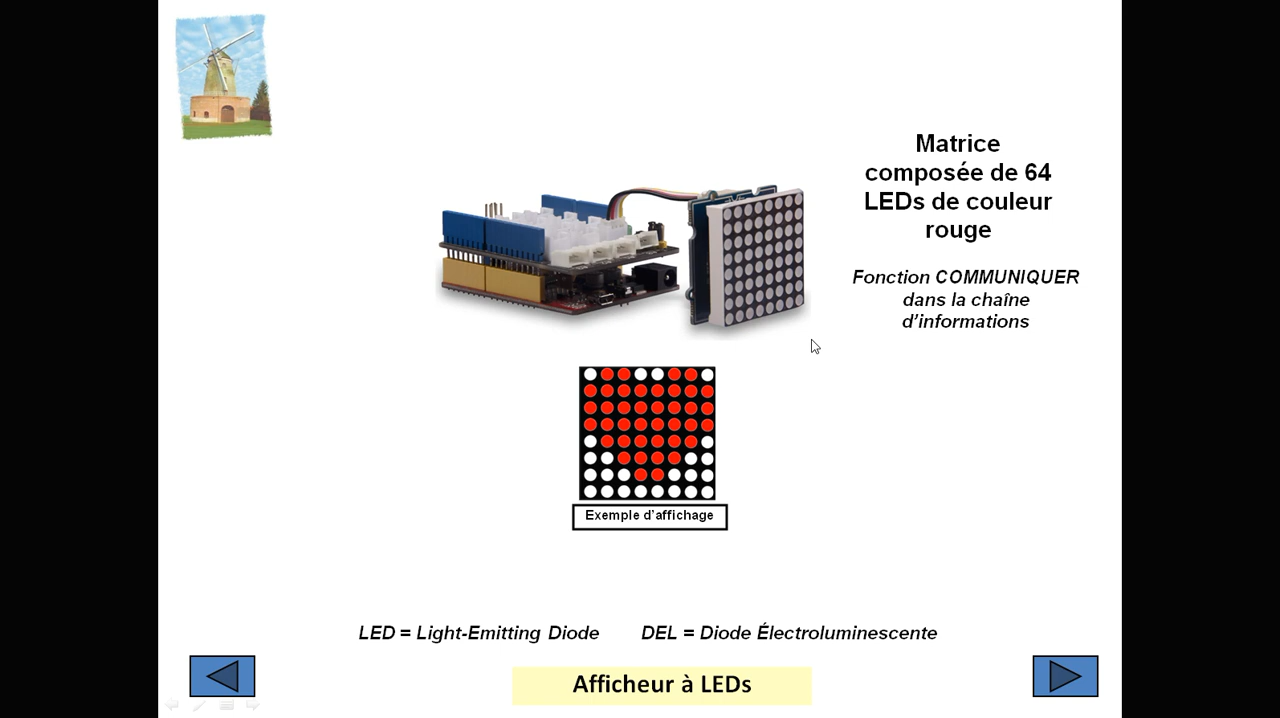 Matrice
composée de 64
LEDs de couleur
rouge
Fonction COMMUNIQUER
dans la chaîne
d'informations
Exemple d'affichage
LED = Light-Emitting Diode DEL = Diode Électroluminescente
Afficheur à LEDs